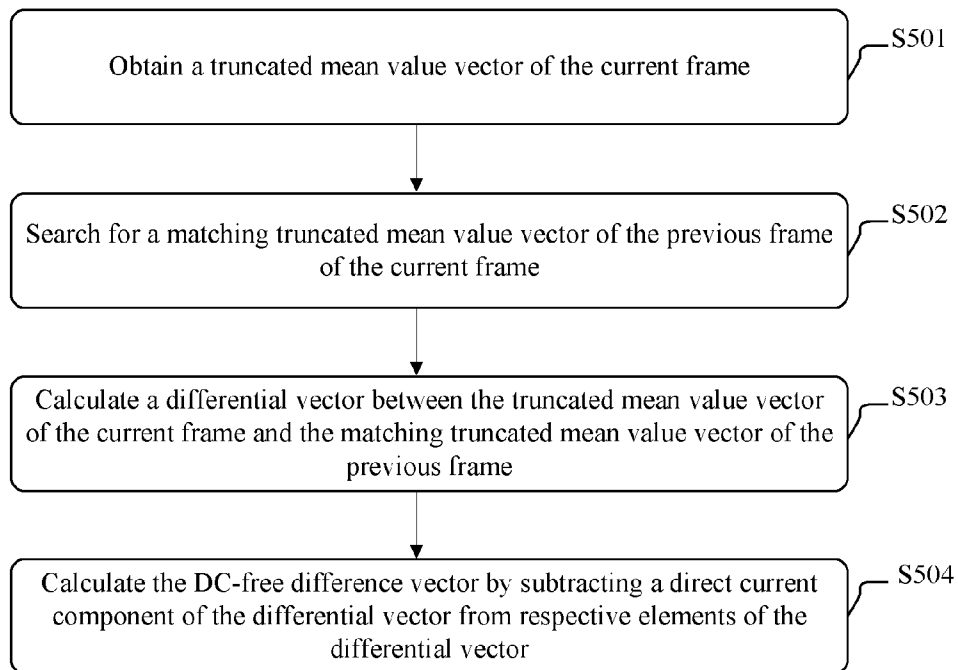 Obtain a truncated mean value vector of the current frame
S501
Search for a matching truncated mean value vector of the previous frame
of the current frame
S502
Calculate a differential vector between the truncated mean value vector
of the current frame and the matching truncated mean value vector of the
previous frame
S503
Calculate the DC-free difference vector by subtracting a direct current
component of the differential vector from respective elements of the
differential vector
S504